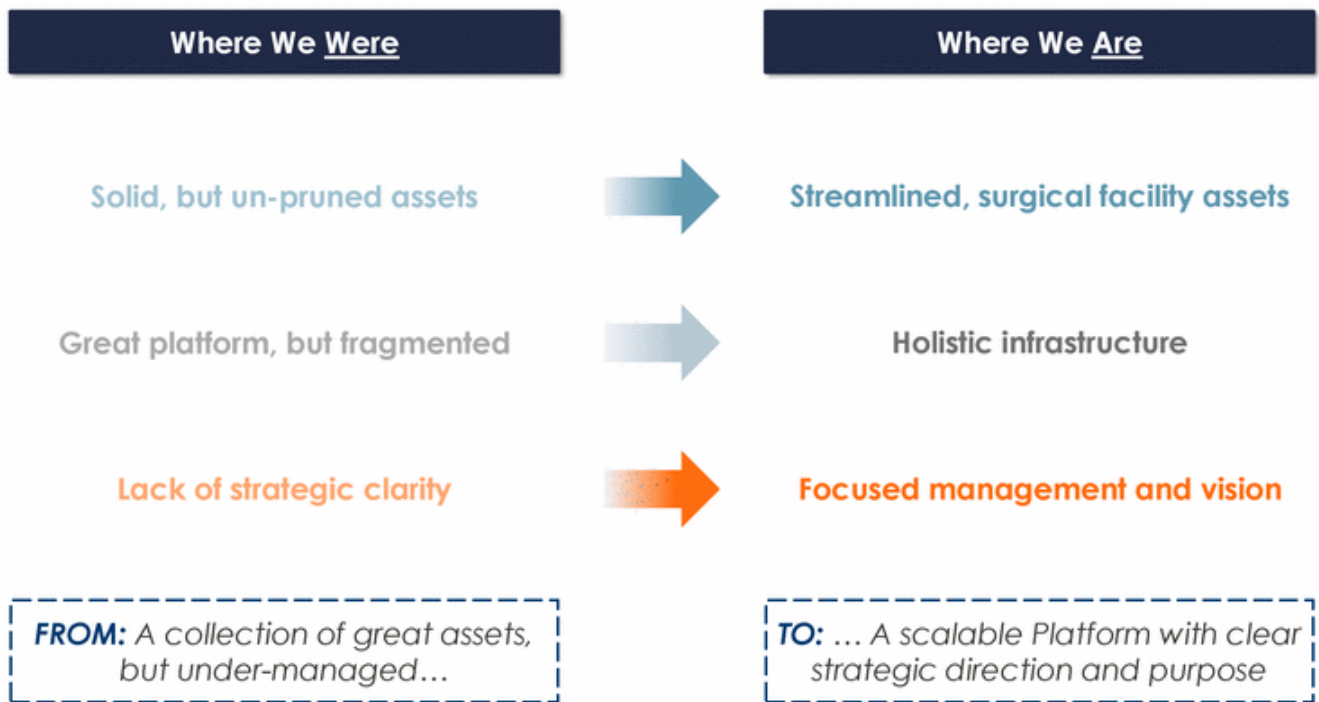 Where We Were
Where We Are
Solid, but un-pruned assets
Streamlined, surgical facility assets
Great platform, but fragmented
Holistic infrastructure
Lack of strategic clarity
Focused management and vision
FROM: A collection of great assets,
but under-managed…
TO: … A scalable Platform with clear
strategic direction and purpose